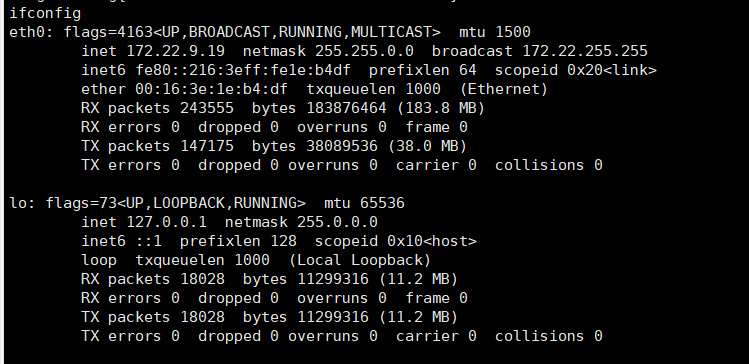 ifconfig
eth0: flags=4163<UP,BROADCAST,RUNNING,MULTICAST>  mtu 1500
        inet 172.22.9.19  netmask 255.255.0.0  broadcast 172.22.255.255
        inet6 fe80::216:3eff:fe1e:b4df  prefixlen 64  scopeid 0x20<link>
        ether 00:16:3e:1e:b4:df  txqueuelen 1000  (Ethernet)
        RX packets 243555  bytes 183876464 (183.8 MB)
        RX errors 0  dropped 0  overruns 0  frame 0
        TX packets 147175  bytes 38089536 (38.0 MB)
        TX errors 0  dropped 0 overruns 0  carrier 0  collisions 0

lo: flags=73<UP,LOOPBACK,RUNNING>  mtu 65536
        inet 127.0.0.1  netmask 255.0.0.0
        inet6 ::1  prefixlen 128  scopeid 0x10<host>
        loop  txqueuelen 1000  (Local Loopback)
        RX packets 18028  bytes 11299316 (11.2 MB)
        RX errors 0  dropped 0  overruns 0  frame 0
        TX packets 18028  bytes 11299316 (11.2 MB)
        TX errors 0  dropped 0 overruns 0  carrier 0  collisions 0